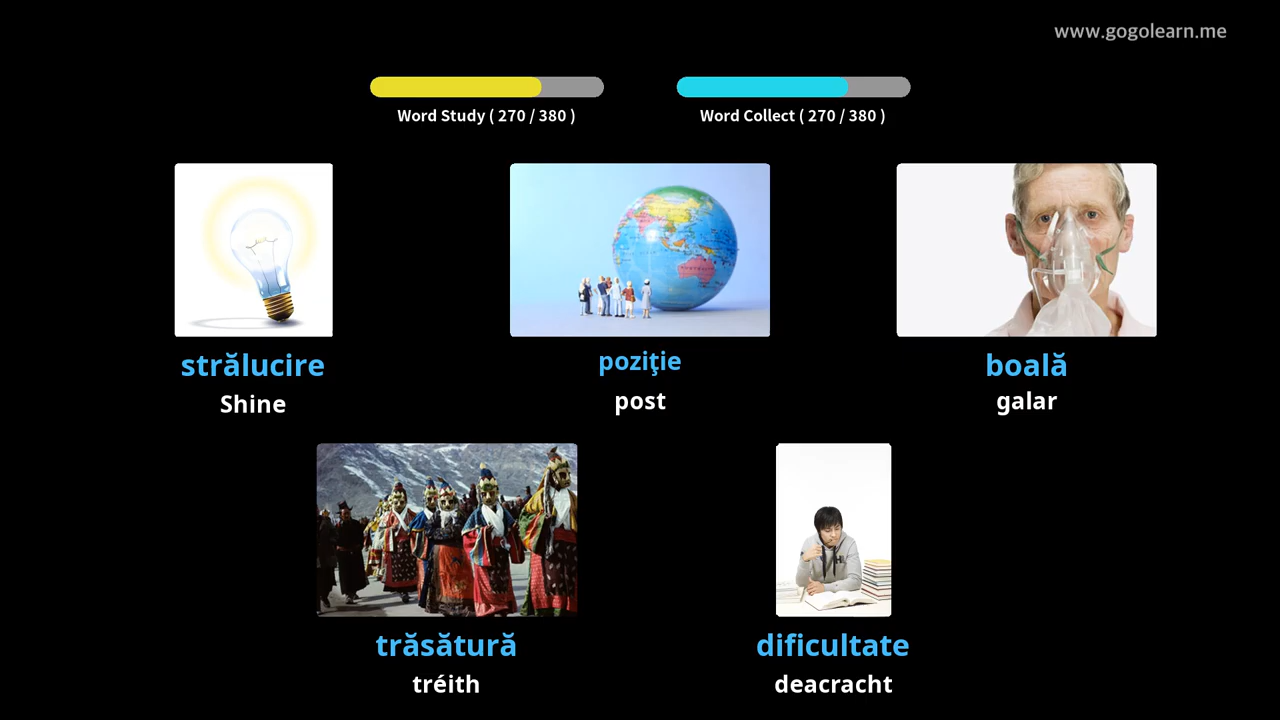 www.gogolearn.me
Word Study ( 270 / 380 )
Word Collect ( 270 / 380 )
strălucire
Shine
poziţie
post
boală
galar
trăsătură
tréith
dificultate
deacracht